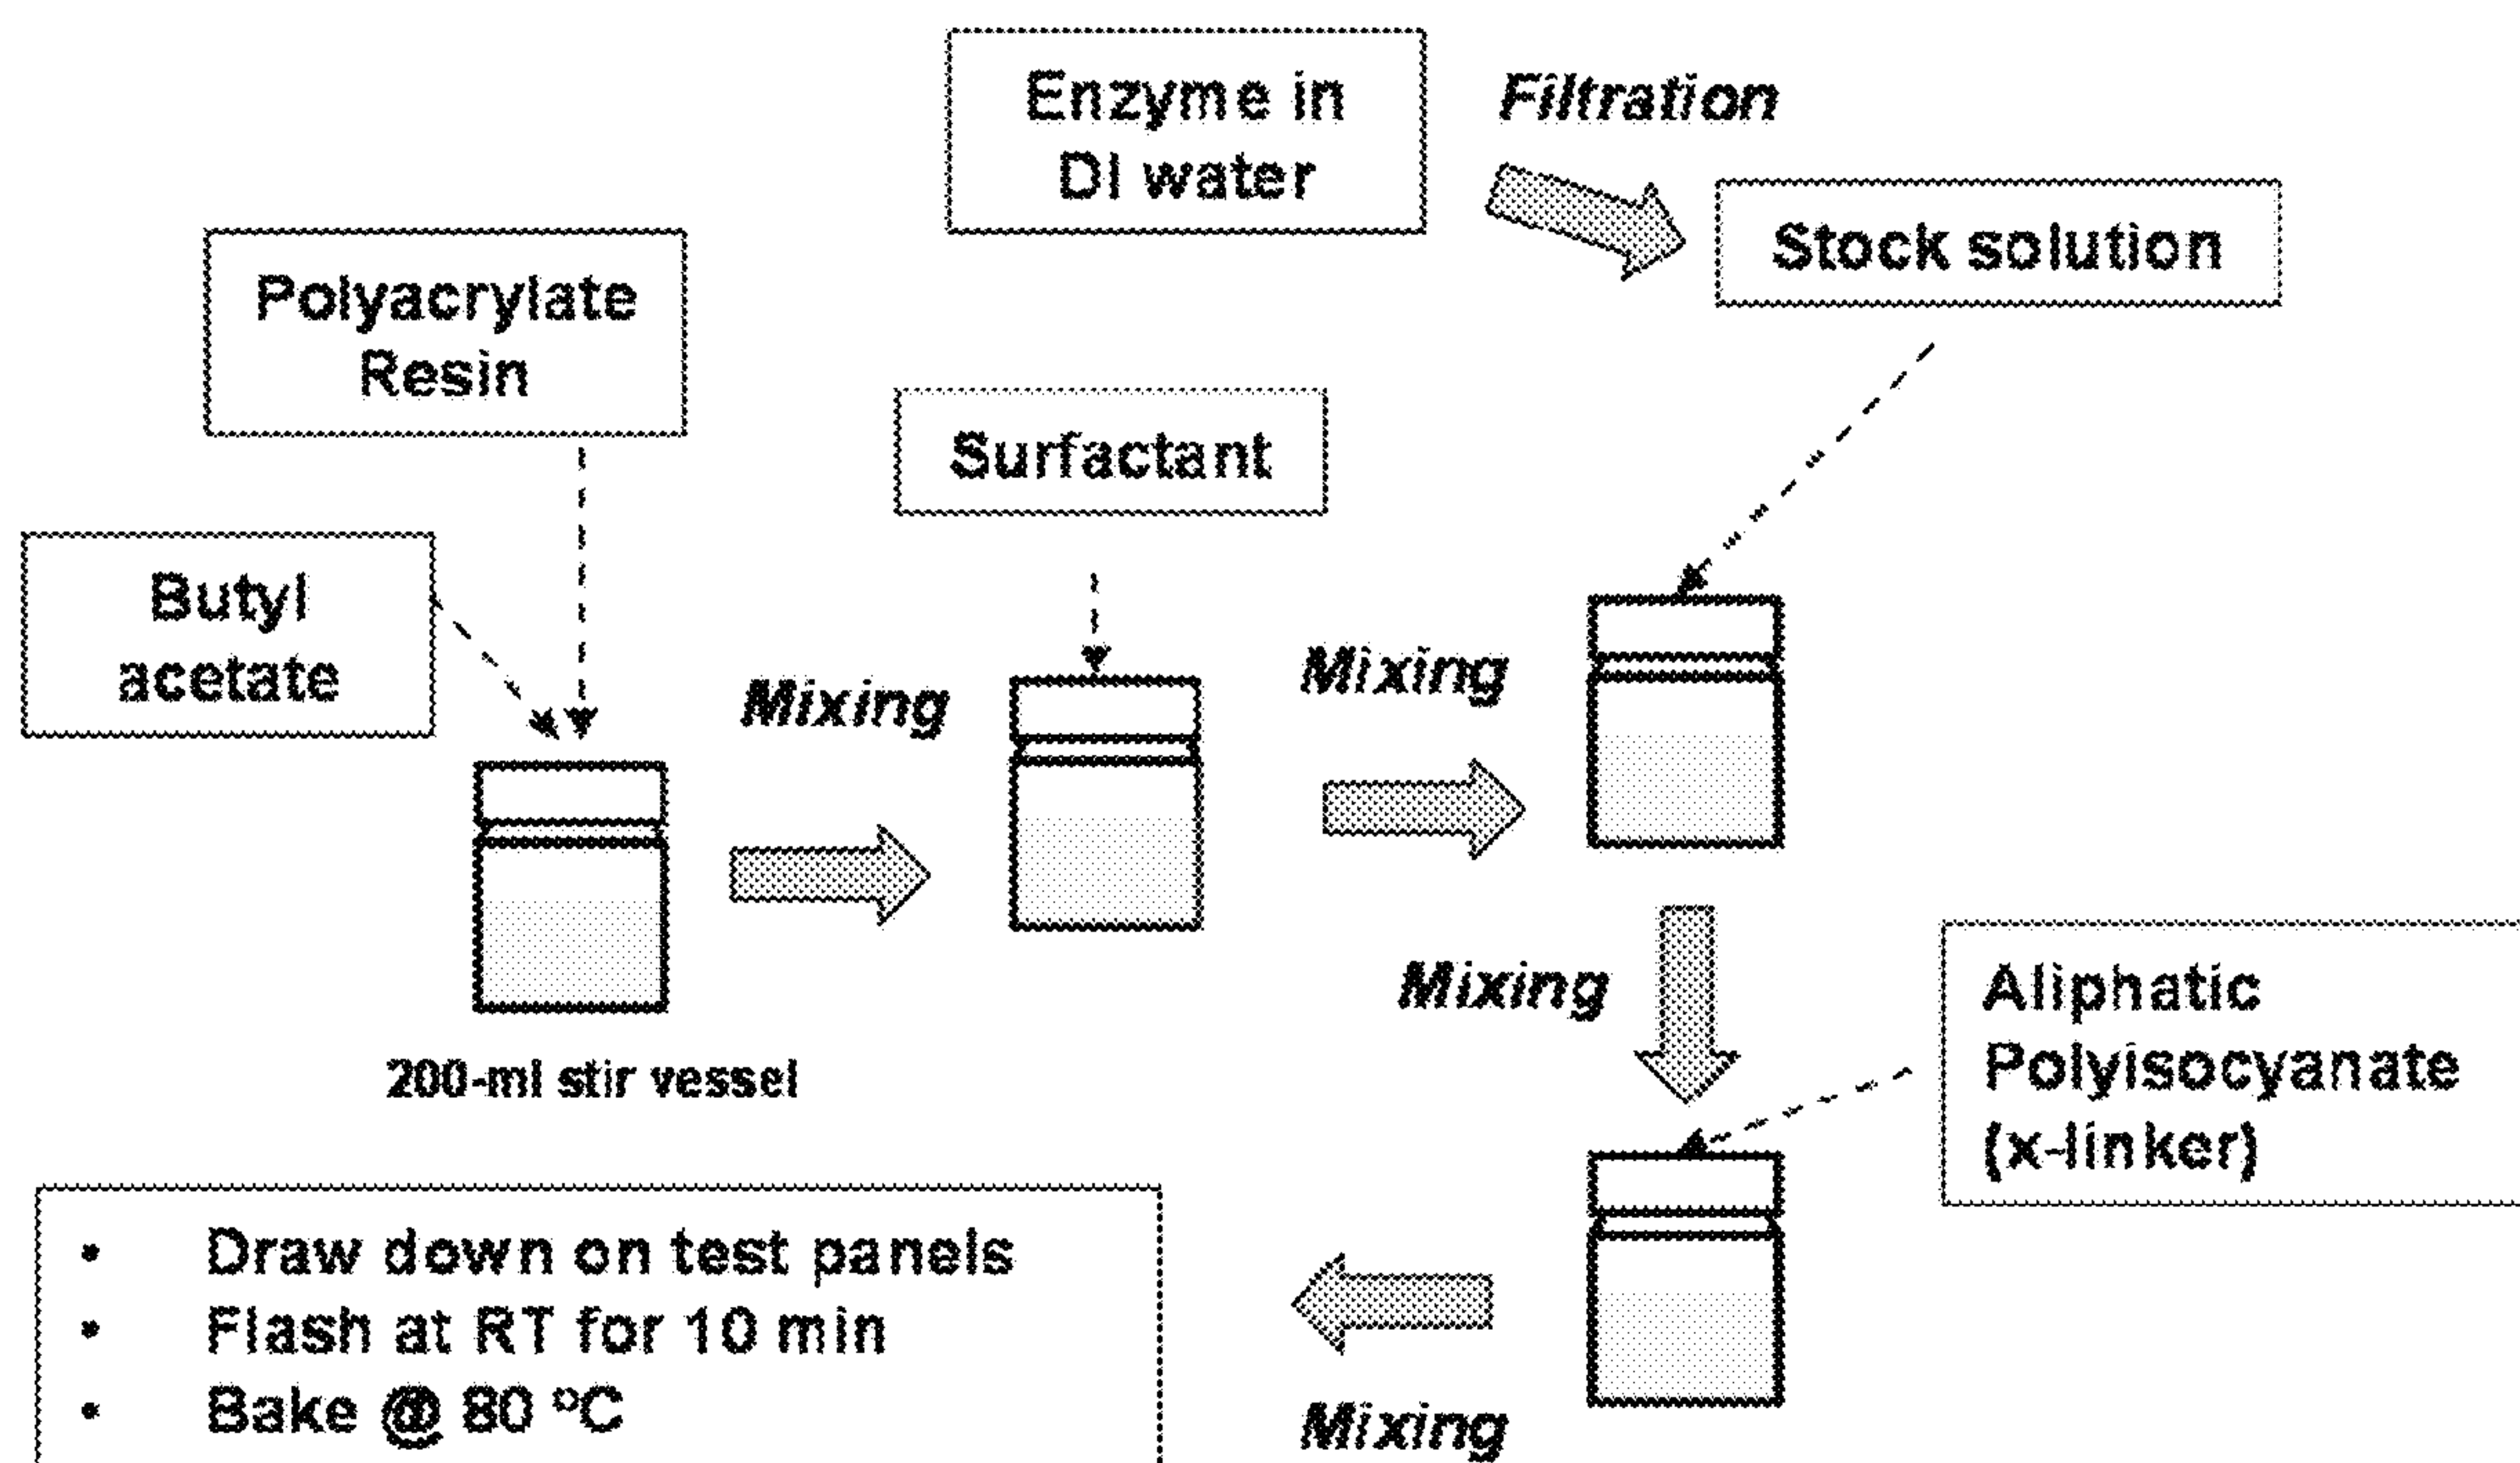 Enzyme in
DI water
Filtration
Stock solution
Polyacrylate
Resin
Surfactant
Butyl
acetate
Mixing
Mixing
200-ml stir vessel
Mixing
Aliphatic
Polyisocyanate
(x-linker)
• Draw down on test panels
• Flash at RT for 10 min
• Bake @ 80 °C
Mixing